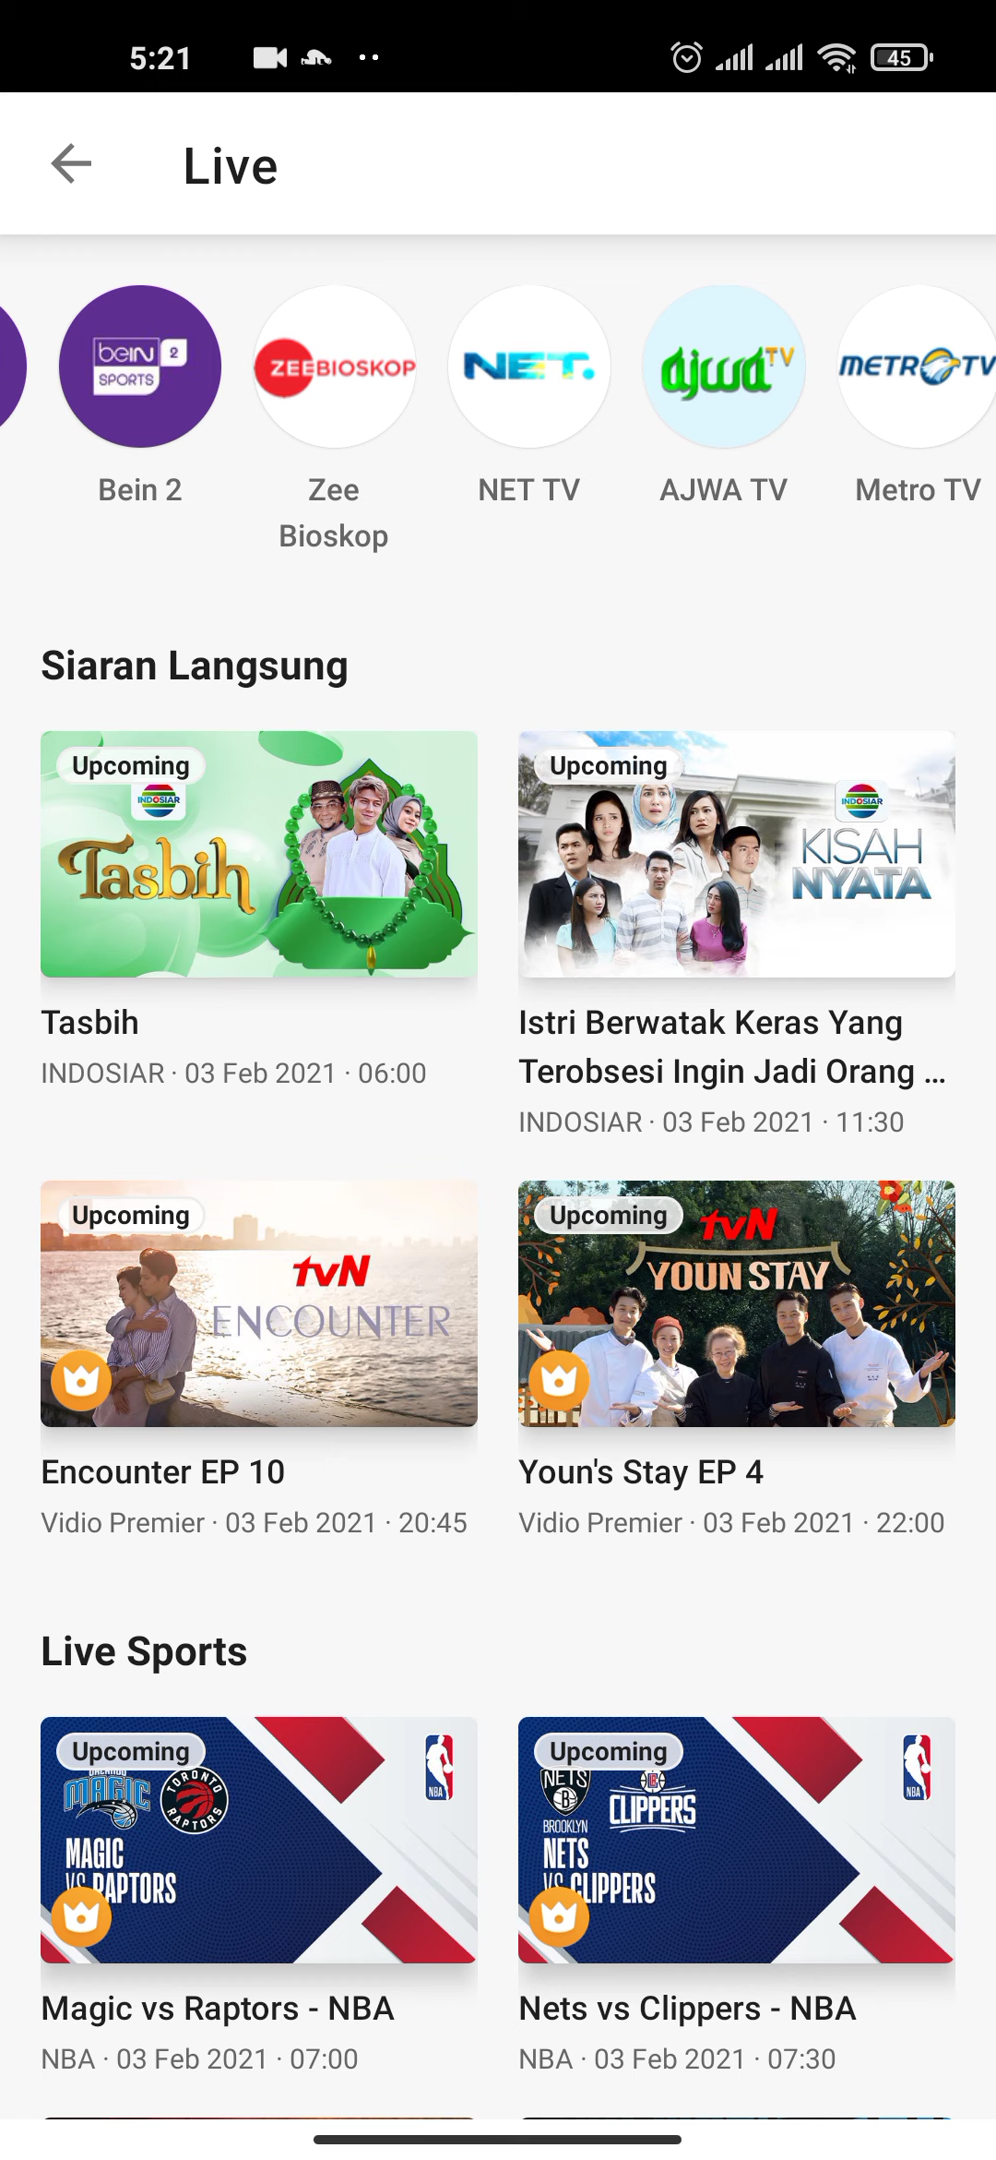 5:21
45
Live
beIN 2
SPORTS
ZEEBIOSKOP
NET.
ajwa TV
METRO TV
Bein 2
Zee
Bioskop
NET TV
AJWA TV
Metro TV
Siaran Langsung
Upcoming
INDOSIAR
Tasbih
Upcoming
INDOSIAR
KISAH
NYATA
Tasbih
INDOSIAR · 03 Feb 2021 · 06:00
Istri Berwatak Keras Yang
Terobsesi Ingin Jadi Orang ...
INDOSIAR · 03 Feb 2021 · 11:30
Upcoming
tvN
ENCOUNTER
Upcoming
tvN
YOUN STAY
Encounter EP 10
Vidio Premier · 03 Feb 2021 · 20:45
Youn's Stay EP 4
Vidio Premier · 03 Feb 2021 · 22:00
Live Sports
Upcoming
ORLANDO
MAGIC
TORONTO
RAPTORS
NBA
MAGIC
VS RAPTORS
Upcoming
NETS
B
BROOKLYN
CLIPPERS
NBA
NETS
VS CLIPPERS
Magic vs Raptors - NBA
NBA · 03 Feb 2021 · 07:00
Nets vs Clippers - NBA
NBA · 03 Feb 2021 · 07:30